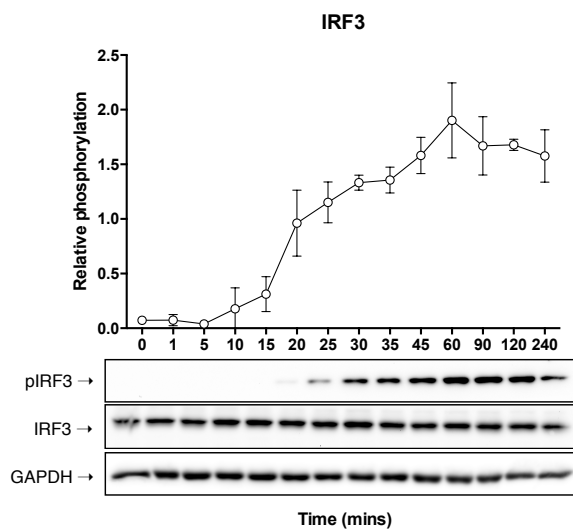 IRF3
Relative phosphorylation
2.5
2.0
1.5
1.0
0.5
0.0
0 1 5 10 15 20 25 30 35 45 60 90 120 240
pIRF3 →
IRF3 →
GAPDH →
Time (mins)